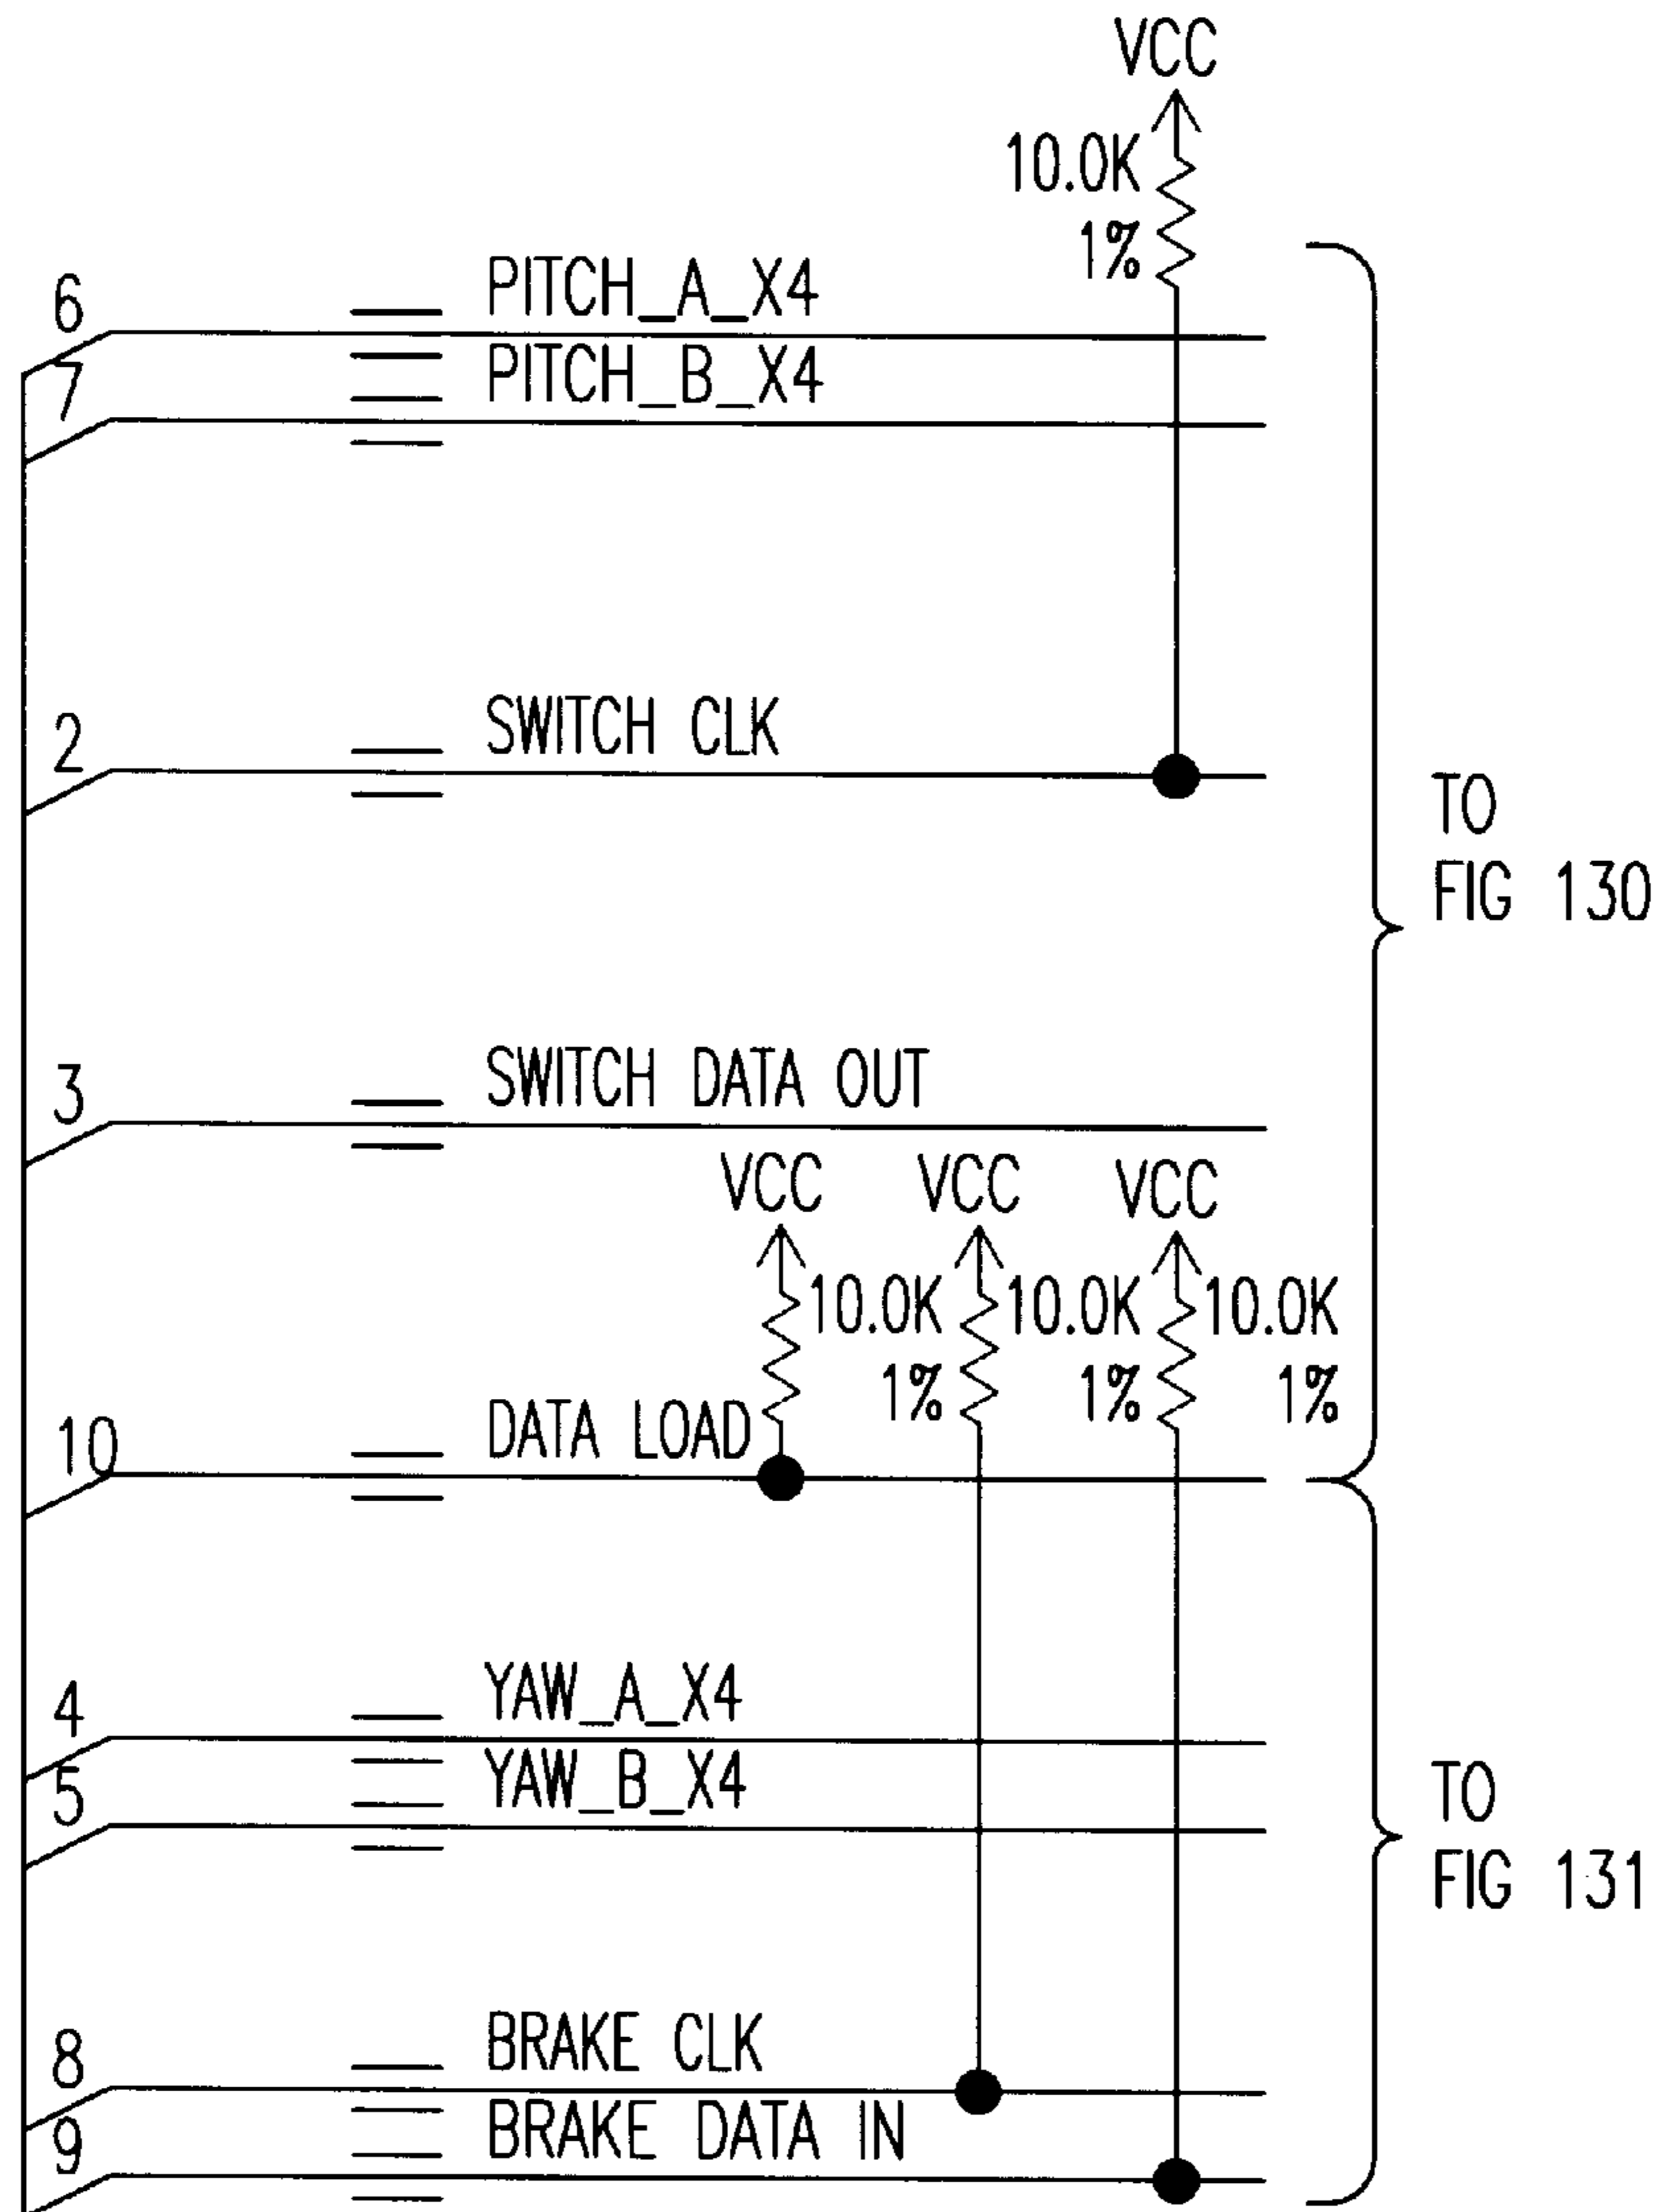 VCC
10.0K
1%
6 PITCH_A_X4
7 PITCH_B_X4
2 SWITCH CLK
TO
FIG 130
3 SWITCH DATA OUT
VCC VCC VCC
10.0K 10.0K 10.0K
1% 1% 1%
10 DATA LOAD
4 YAW_A_X4
5 YAW_B_X4
TO
FIG 131
8 BRAKE CLK
9 BRAKE DATA IN